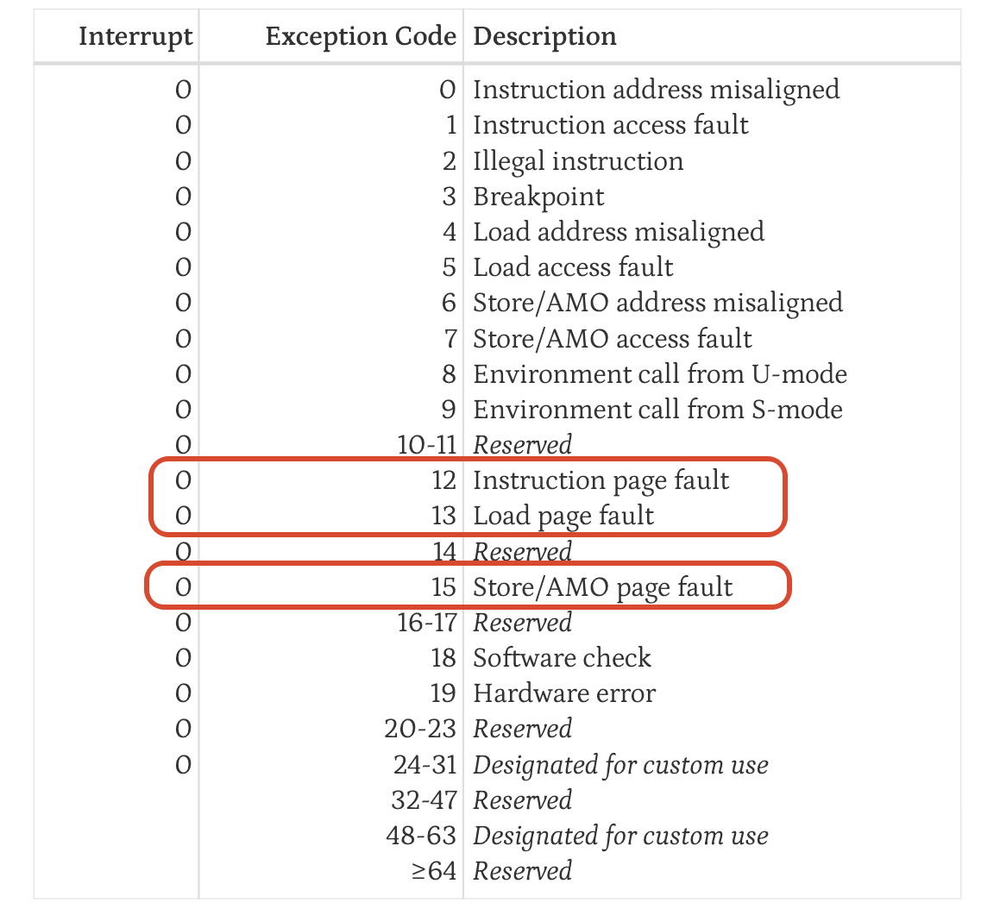 Interrupt Exception Code Description
0 0 Instruction address misaligned
0 1 Instruction access fault
0 2 Illegal instruction
0 3 Breakpoint
0 4 Load address misaligned
0 5 Load access fault
0 6 Store/AMO address misaligned
0 7 Store/AMO access fault
0 8 Environment call from U-mode
0 9 Environment call from S-mode
0 10-11 Reserved
0 12 Instruction page fault
0 13 Load page fault
0 14 Reserved
0 15 Store/AMO page fault
0 16-17 Reserved
0 18 Software check
0 19 Hardware error
0 20-23 Reserved
0 24-31 Designated for custom use
32-47 Reserved
48-63 Designated for custom use
≥64 Reserved